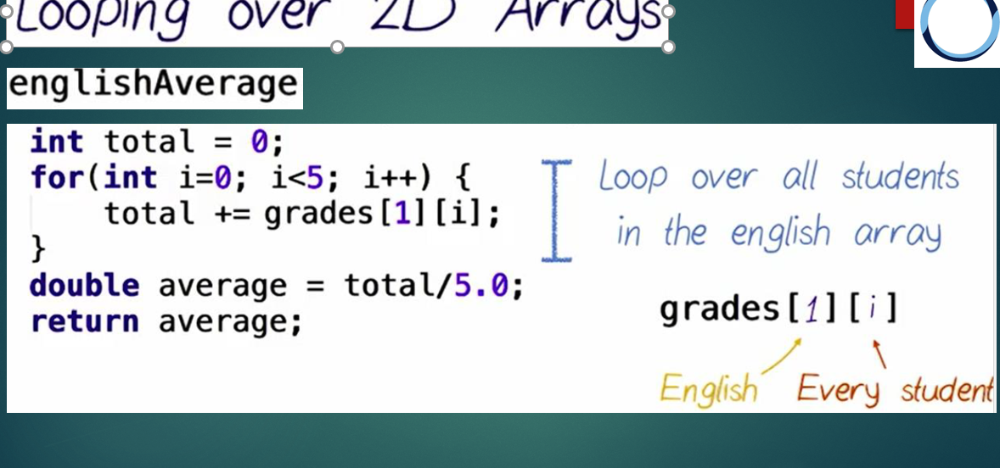 Looping over 2D Arrays
englishAverage
int total = 0;
for(int i=0; i<5; i++) {
    total += grades[1][i];
}
double average = total/5.0;
return average;
Loop over all students
in the english array
grades[1][i]
English Every student